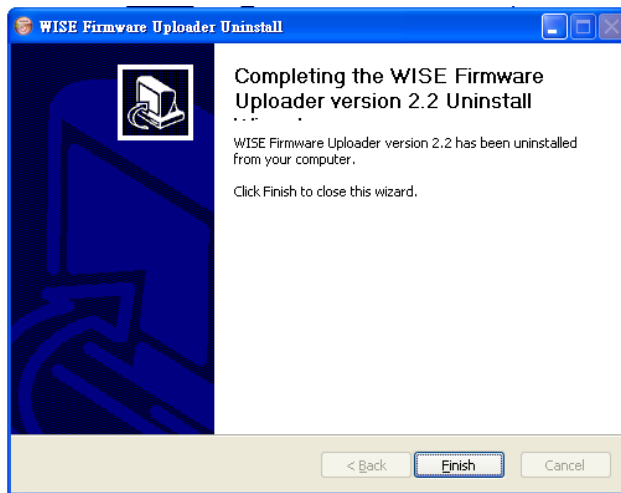 WISE Firmware Uploader Uninstall
Completing the WISE Firmware
Uploader version 2.2 Uninstall
WISE Firmware Uploader version 2.2 has been uninstalled
from your computer.
Click Finish to close this wizard.
< Back Finish Cancel